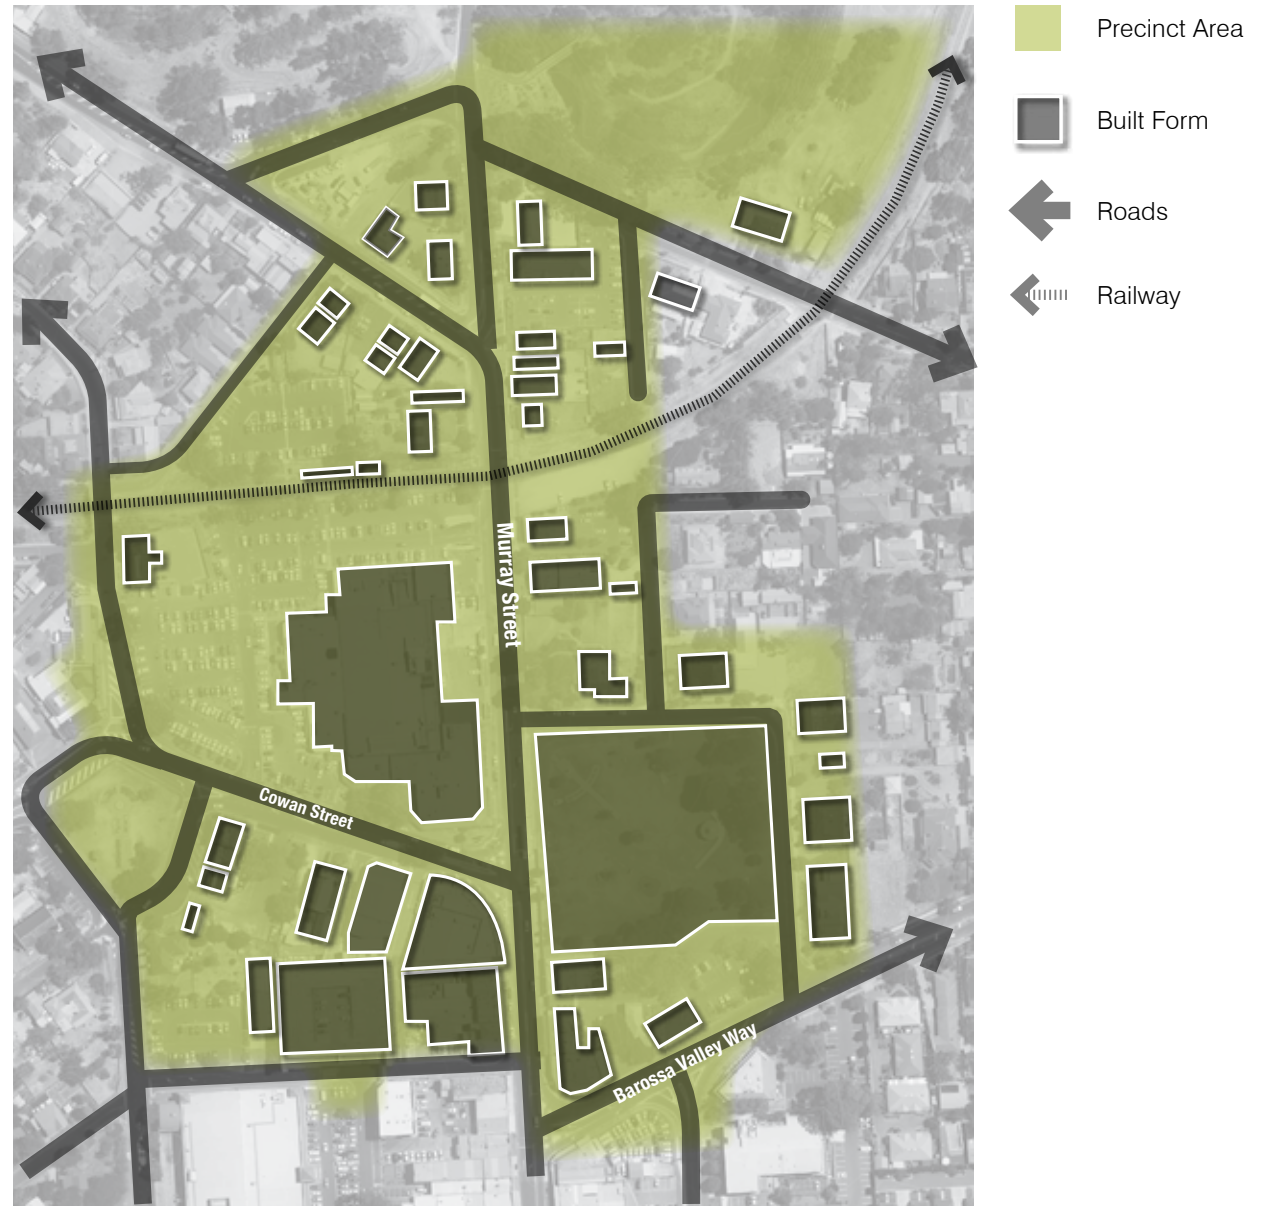 Precinct Area
Built Form
Roads
Railway
Murray Street
Cowan Street
Barossa Valley Way